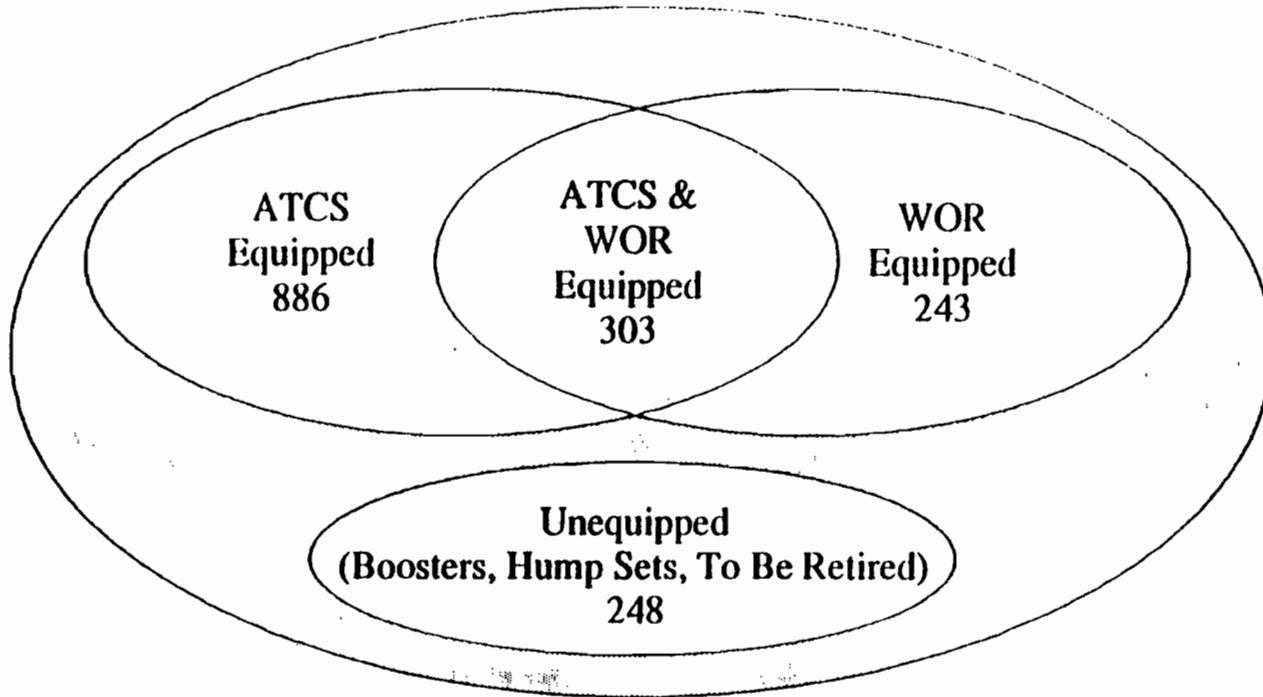 ATCS
Equipped
886
ATCS &
WOR
Equipped
303
WOR
Equipped
243
Unequipped
(Boosters, Hump Sets, To Be Retired)
248